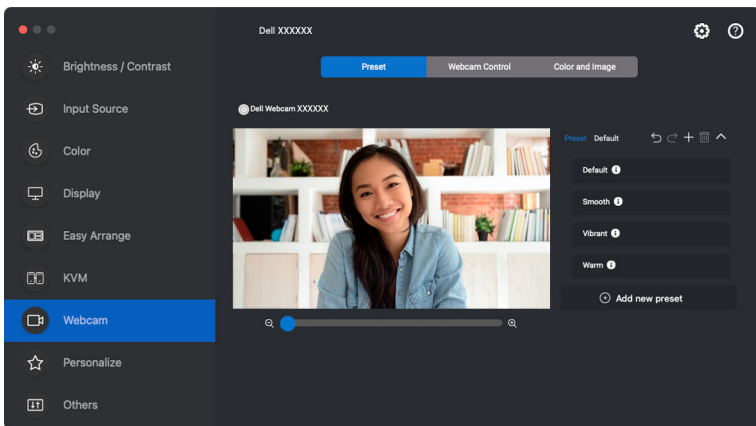 Dell XXXXXX
Brightness / Contrast
Input Source
Color
Display
Easy Arrange
KVM
Webcam
Personalize
Others
Preset
Webcam Control
Color and Image
Dell Webcam XXXXXX
Preset Default
Default
Smooth
Vibrant
Warm
Add new preset